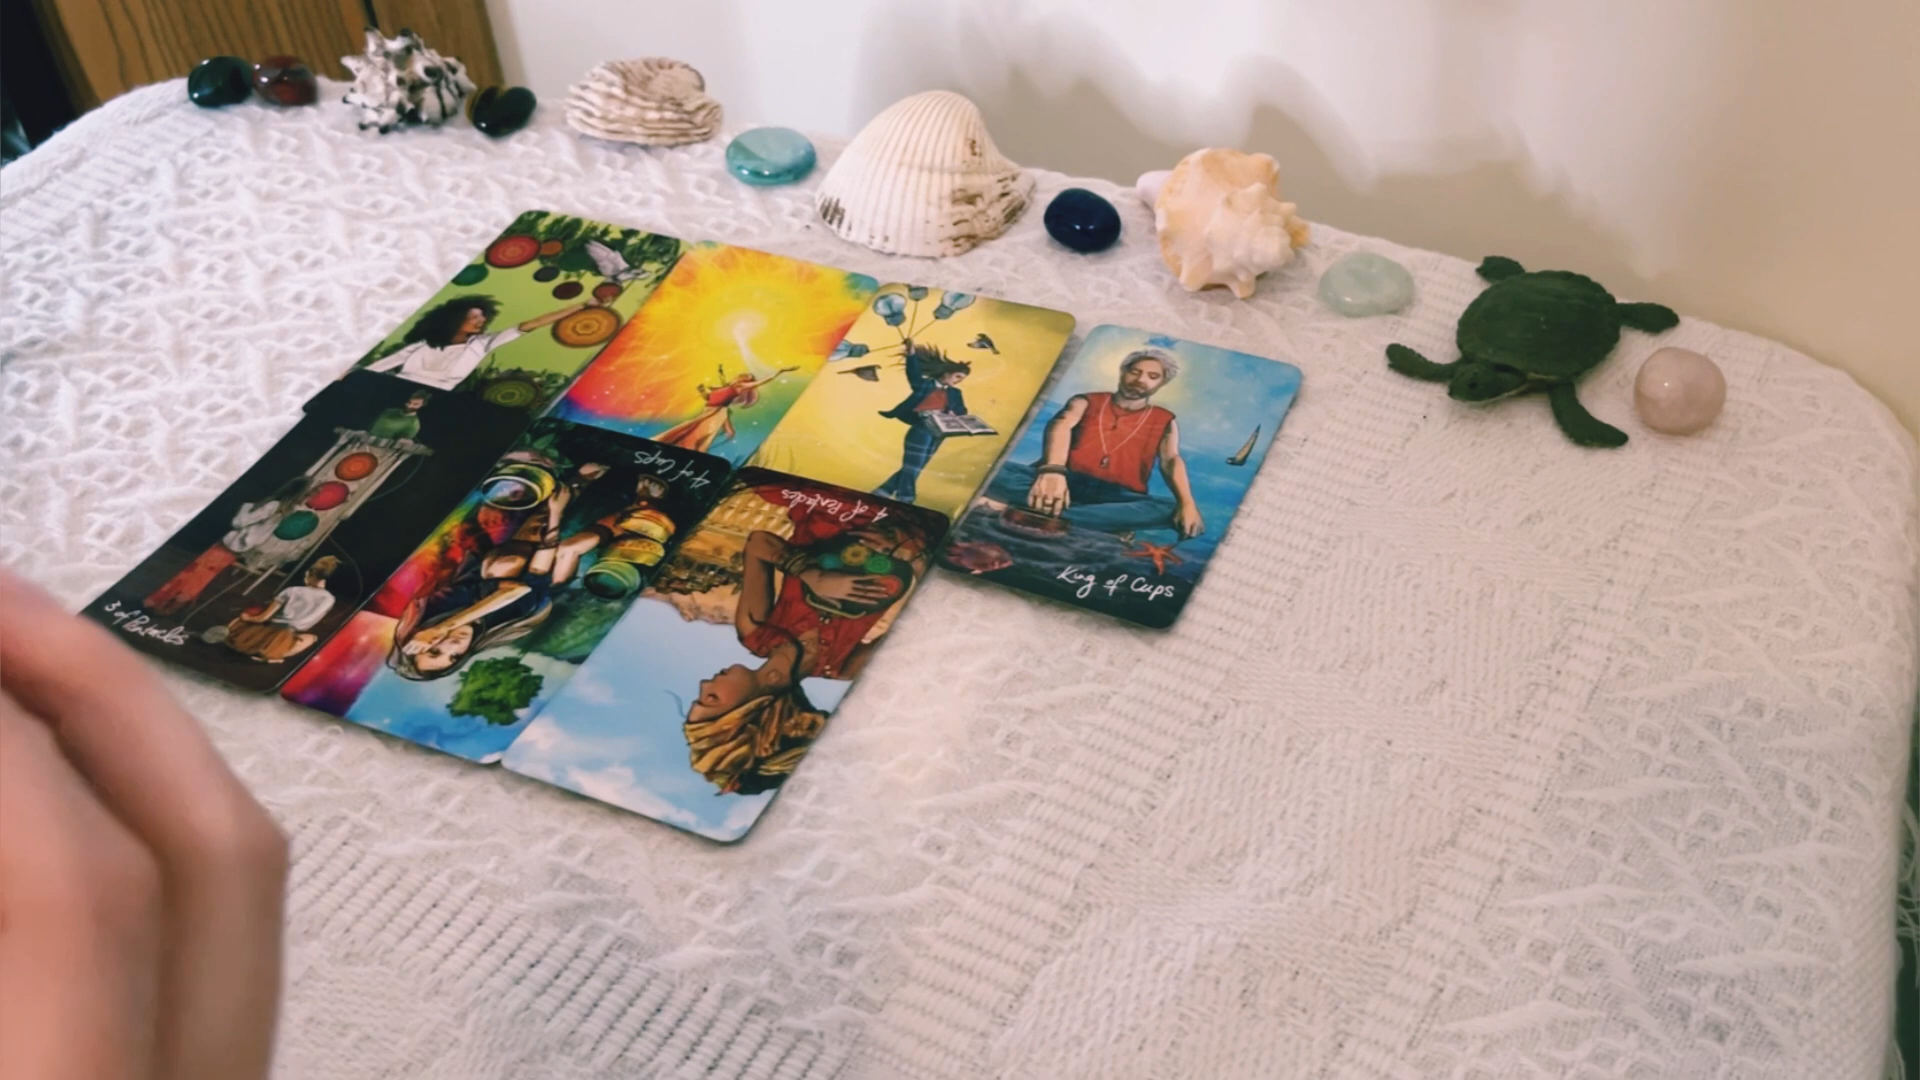 4 of Cups
4 of Pentacles
King of Cups
3 of Pentacles